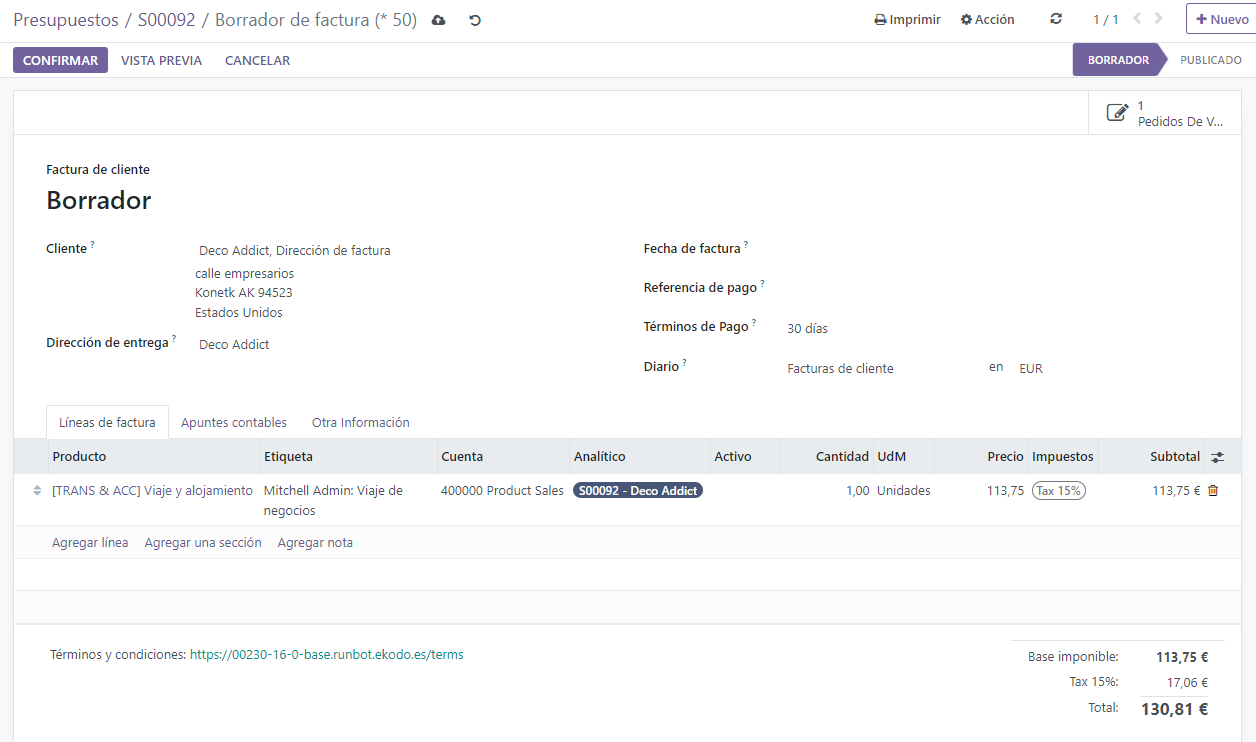 Presupuestos / S00092 / Borrador de factura (* 50) Imprimir Acción 1 / 1 Nuevo
CONFIRMAR VISTA PREVIA CANCELAR BORRADOR PUBLICADO
1
Pedidos De V...
Factura de cliente
Borrador
Cliente ? Deco Addict, Dirección de factura
calle empresarios
Konetk AK 94523
Estados Unidos
Dirección de entrega ? Deco Addict
Fecha de factura ?
Referencia de pago ?
Términos de Pago ? 30 días
Diario ? Facturas de cliente en EUR
Líneas de factura Apuntes contables Otra Información
Producto Etiqueta Cuenta Analítico Activo Cantidad UdM Precio Impuestos Subtotal
[TRANS & ACC] Viaje y alojamiento Mitchell Admin: Viaje de 400000 Product Sales S00092 - Deco Addict 1,00 Unidades 113,75 Tax 15% 113,75 €
negocios
Agregar línea Agregar una sección Agregar nota
Términos y condiciones: https://00230-16-0-base.runbot.ekodo.es/terms
Base imponible: 113,75 €
Tax 15%: 17,06 €
Total: 130,81 €